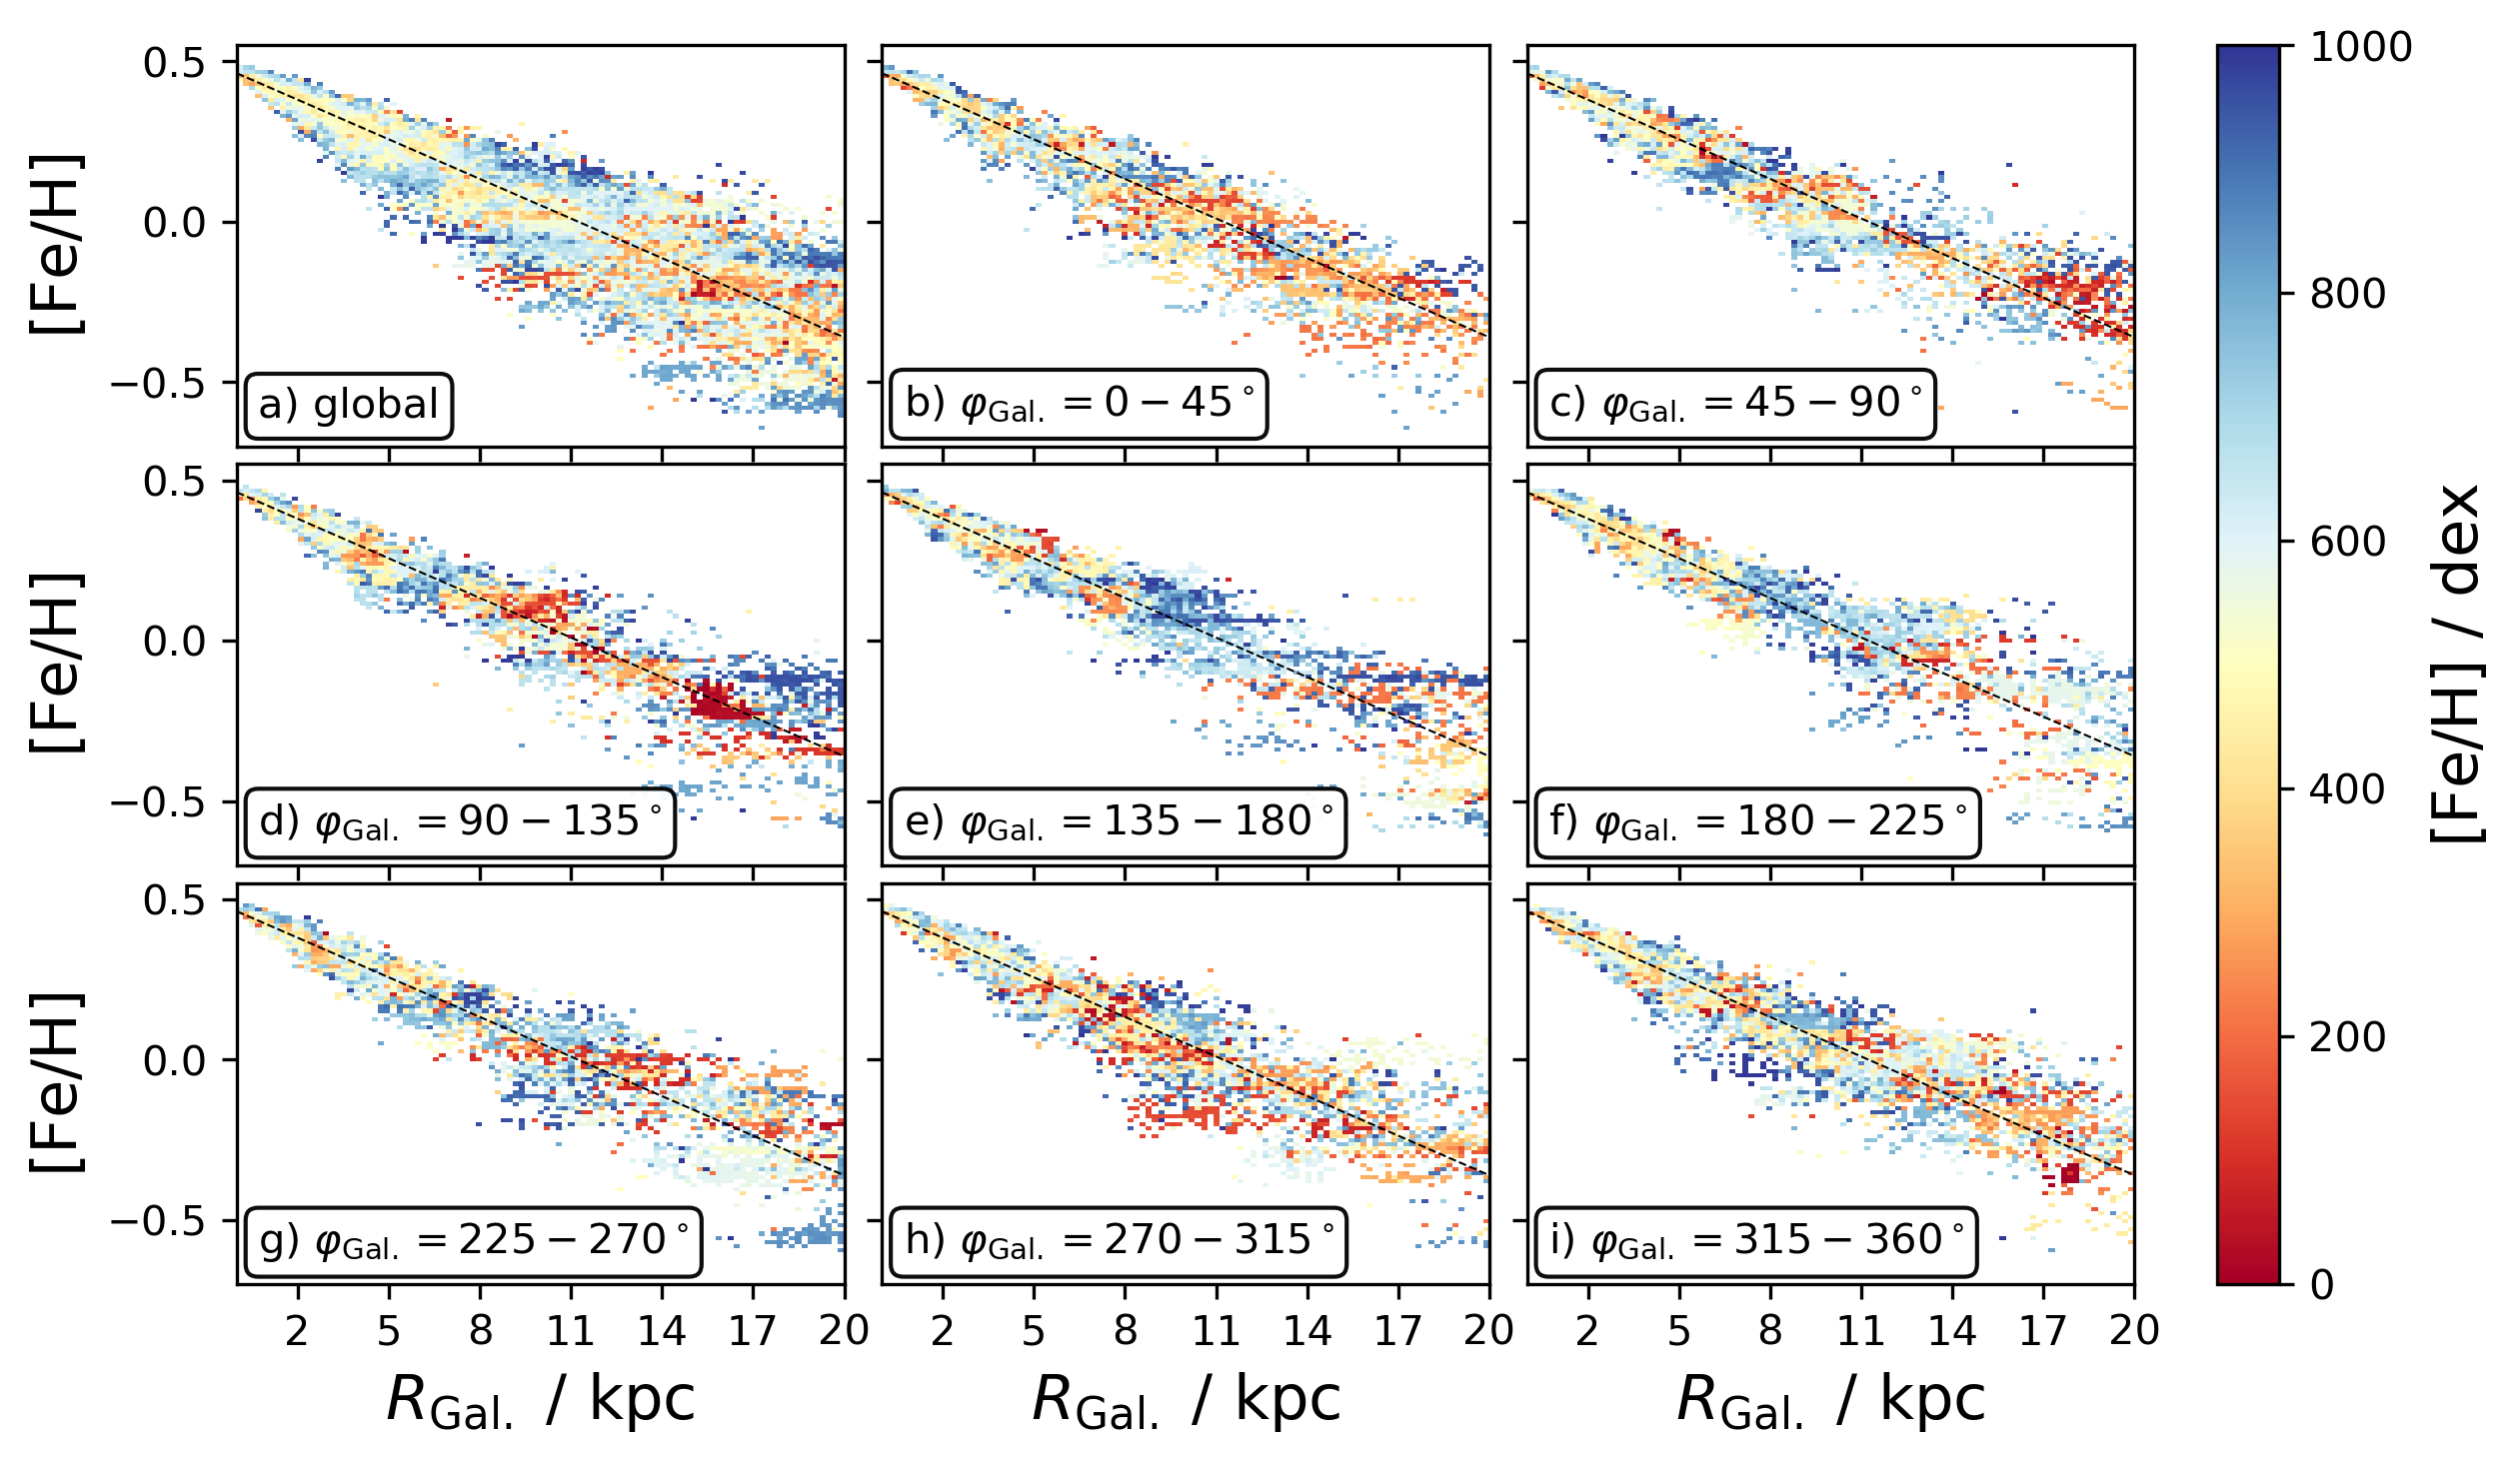 [Fe/H]
0.5
0.0
−0.5
a) global
b) φGal. = 0 − 45°
c) φGal. = 45 − 90°
[Fe/H]
0.5
0.0
−0.5
d) φGal. = 90 − 135°
e) φGal. = 135 − 180°
f) φGal. = 180 − 225°
[Fe/H]
0.5
0.0
−0.5
g) φGal. = 225 − 270°
h) φGal. = 270 − 315°
i) φGal. = 315 − 360°
2 5 8 11 14 17 20
2 5 8 11 14 17 20
2 5 8 11 14 17 20
RGal. / kpc
RGal. / kpc
RGal. / kpc
1000
800
600
400
200
0
[Fe/H] / dex